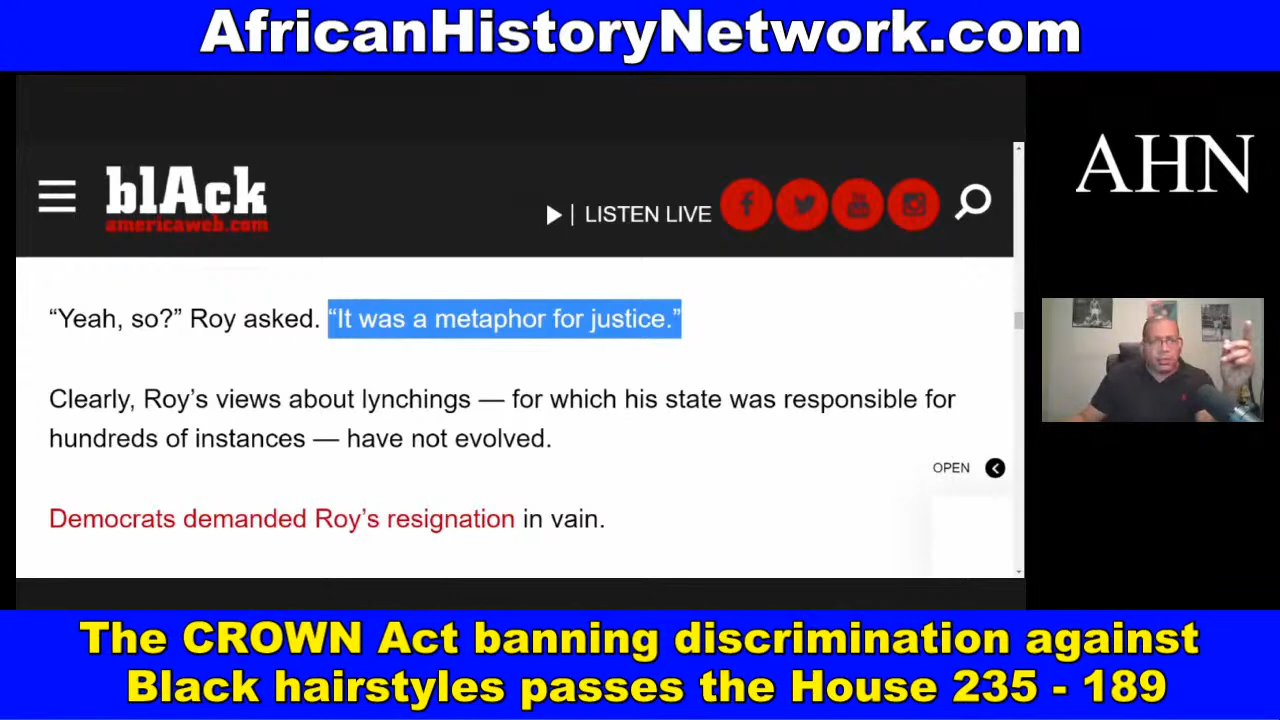 AfricanHistoryNetwork.com
blAck
americaweb.com
LISTEN LIVE
AHN
“Yeah, so?” Roy asked. “It was a metaphor for justice.”
Clearly, Roy’s views about lynchings — for which his state was responsible for
hundreds of instances — have not evolved.
OPEN
Democrats demanded Roy’s resignation in vain.
The CROWN Act banning discrimination against
Black hairstyles passes the House 235 - 189